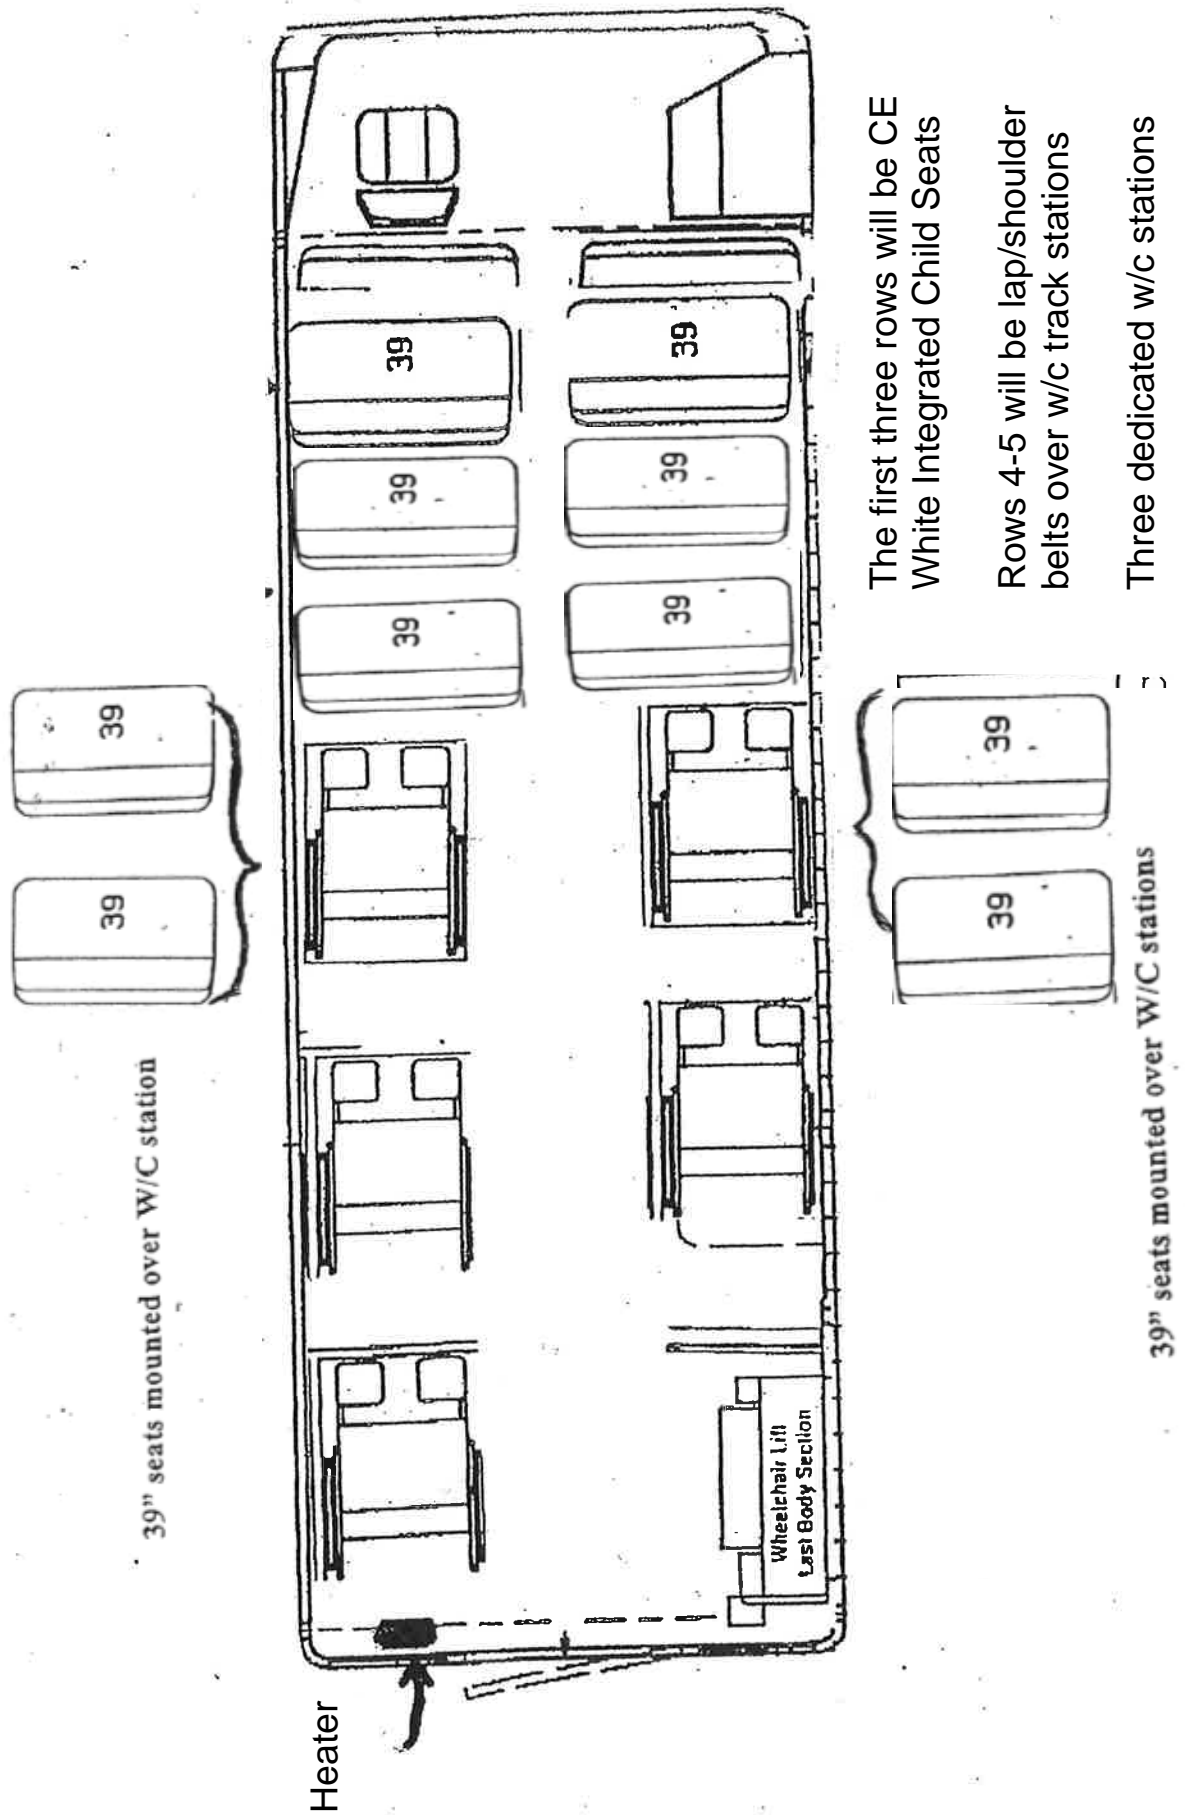 39" seats mounted over W/C station
39
39
39
39
39
39
39
39
39
39
Heater
Wheelchair Lift
Last Body Section
39" seats mounted over W/C stations
The first three rows will be CE
White Integrated Child Seats
Rows 4-5 will be lap/shoulder
belts over w/c track stations
Three dedicated w/c stations